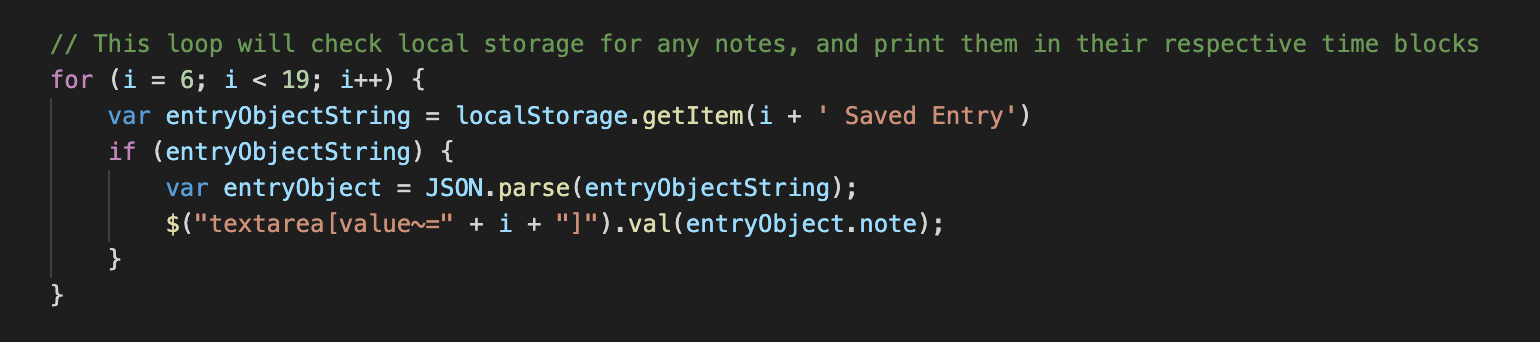 // This loop will check local storage for any notes, and print them in their respective time blocks
for (i = 6; i < 19; i++) {
    var entryObjectString = localStorage.getItem(i + ' Saved Entry')
    if (entryObjectString) {
        var entryObject = JSON.parse(entryObjectString);
        $("textarea[value~=" + i + "]").val(entryObject.note);
    }
}